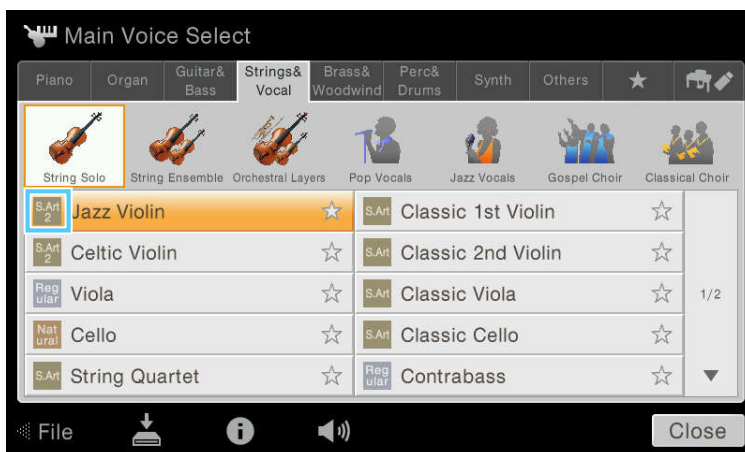 Main Voice Select
Piano
Organ
Guitar&
Bass
Strings&
Vocal
Brass&
Woodwind
Perc&
Drums
Synth
Others
String Solo
String Ensemble
Orchestral Layers
Pop Vocals
Jazz Vocals
Gospel Choir
Classical Choir
S.Art
2
Jazz Violin
S.Art
Classic 1st Violin
S.Art
2
Celtic Violin
S.Art
Classic 2nd Violin
Reg
ular
Viola
S.Art
Classic Viola
1/2
Nat
ural
Cello
S.Art
Classic Cello
S.Art
String Quartet
Reg
ular
Contrabass
File
Close